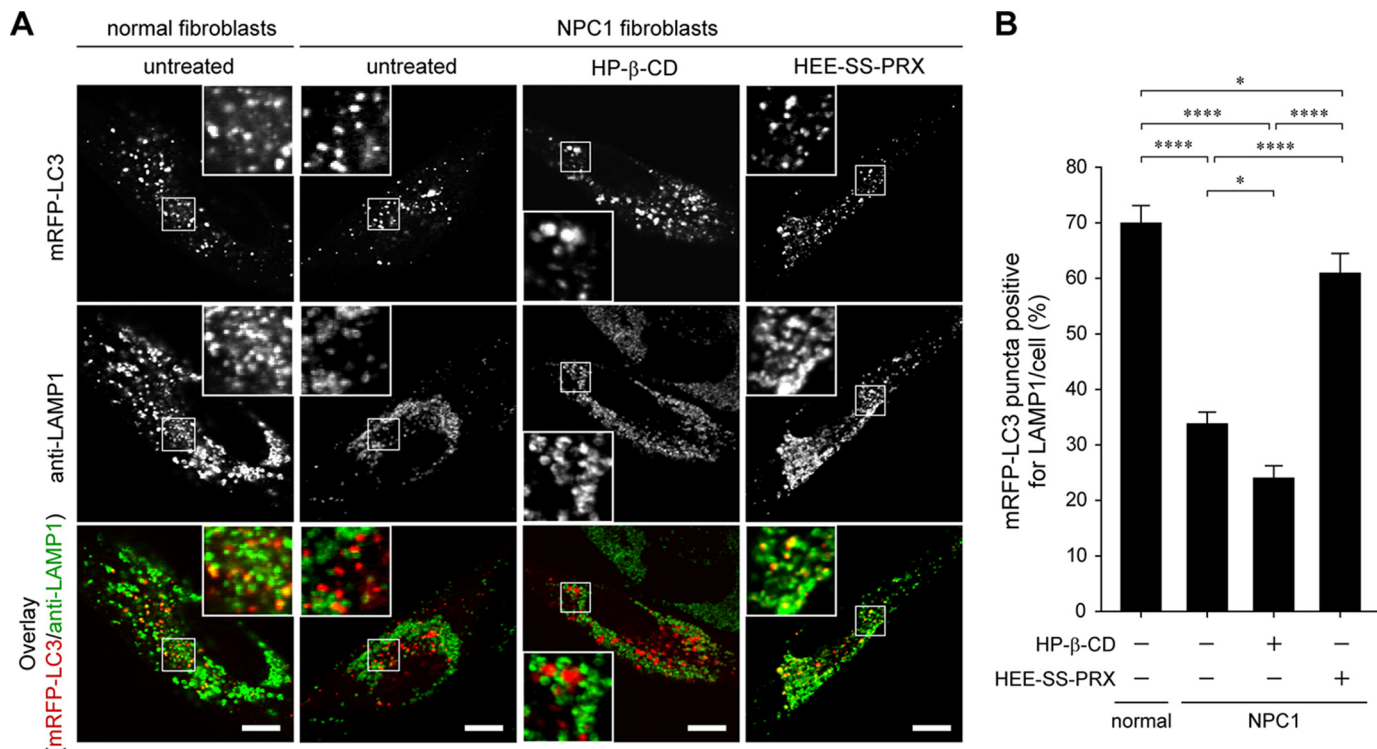 A
normal fibroblasts
NPC1 fibroblasts
untreated
untreated
HP-β-CD
HEE-SS-PRX
mRFP-LC3
anti-LAMP1
Overlay
(mRFP-LC3/anti-LAMP1)
B
*
**** ****
**** ****
*
mRFP-LC3 puncta positive
for LAMP1/cell (%)
80
70
60
50
40
30
20
10
0
HP-β-CD − − + −
HEE-SS-PRX − − − +
normal NPC1